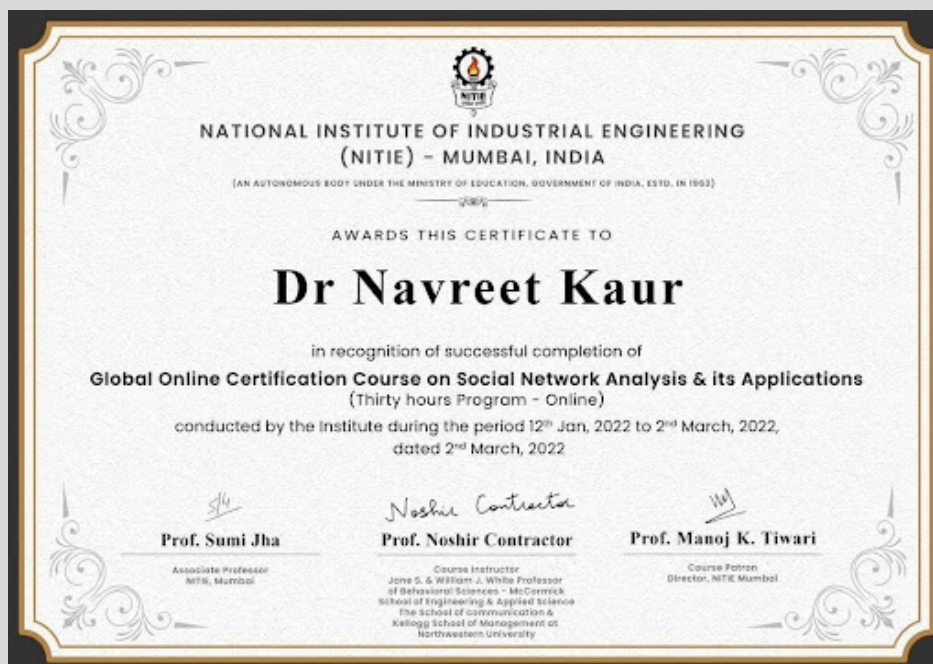 NITIE
NATIONAL INSTITUTE OF INDUSTRIAL ENGINEERING
(NITIE) - MUMBAI, INDIA
(AN AUTONOMOUS BODY UNDER THE MINISTRY OF EDUCATION, GOVERNMENT OF INDIA, ESTD. IN 1963)
AWARDS THIS CERTIFICATE TO
Dr Navreet Kaur
in recognition of successful completion of
Global Online Certification Course on Social Network Analysis & its Applications
(Thirty hours Program - Online)
conducted by the Institute during the period 12th Jan, 2022 to 2nd March, 2022,
dated 2nd March, 2022
Noshir Contractor
Prof. Sumi Jha
Associate Professor
NITIE, Mumbai
Prof. Noshir Contractor
Course Instructor
Jane S. & William J. White Professor
of Behavioral Sciences - McCormick
School of Engineering & Applied Science
The School of communication &
Kellogg School of Management at
Northwestern University
Prof. Manoj K. Tiwari
Course Patron
Director, NITIE Mumbai